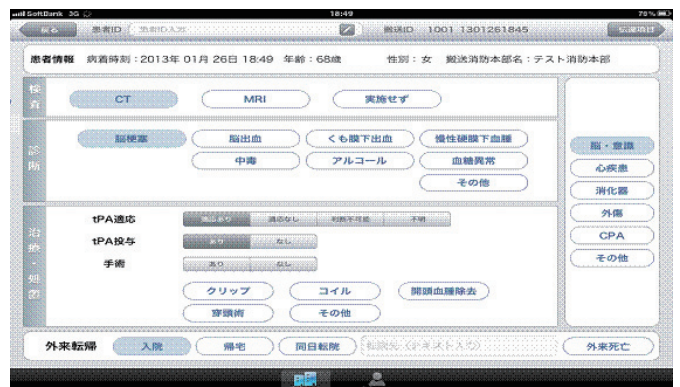 SoftBank 3G 18:49 78%
戻る 患者ID 患者ID入力 搬送ID 1001 1301261845
患者情報 病着時刻：2013年 01月 26日 18:49 年齢：68歳 性別：女 搬送消防本部名：テスト消防本部
検査
CT MRI 実施せず
診断
脳梗塞 脳出血 くも膜下出血 慢性硬膜下血腫
中毒 アルコール 血糖異常
その他
治療・処置
tPA適応 適応あり 適応なし 判断不可能 不明
tPA投与 あり なし
手術 あり なし
クリップ コイル 開頭血腫除去
穿頭術 その他
脳・意識
心疾患
消化器
外傷
CPA
その他
外来転帰 入院 帰宅 同日転院 転院先（テキスト入力） 外来死亡